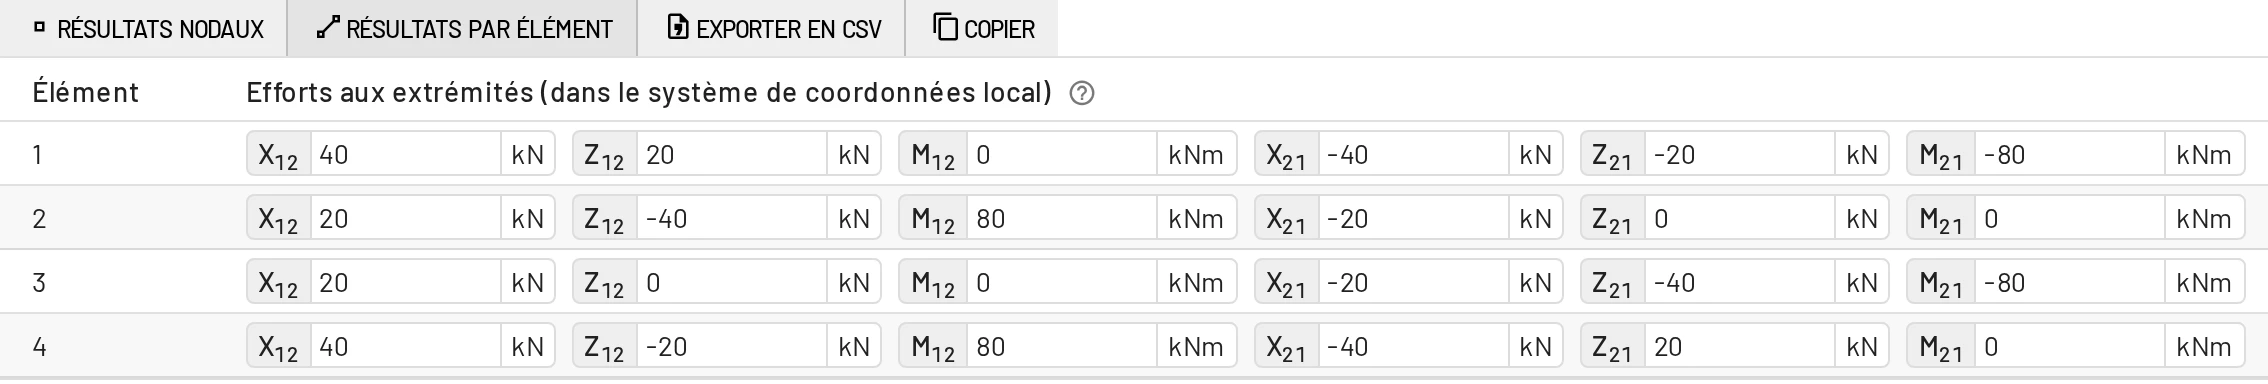 RÉSULTATS NODAUX RÉSULTATS PAR ÉLÉMENT EXPORTER EN CSV COPIER
Élément Efforts aux extrémités (dans le système de coordonnées local) ?
1 X₁₂ 40 kN Z₁₂ 20 kN M₁₂ 0 kNm X₂₁ -40 kN Z₂₁ -20 kN M₂₁ -80 kNm
2 X₁₂ 20 kN Z₁₂ -40 kN M₁₂ 80 kNm X₂₁ -20 kN Z₂₁ 0 kN M₂₁ 0 kNm
3 X₁₂ 20 kN Z₁₂ 0 kN M₁₂ 0 kNm X₂₁ -20 kN Z₂₁ -40 kN M₂₁ -80 kNm
4 X₁₂ 40 kN Z₁₂ -20 kN M₁₂ 80 kNm X₂₁ -40 kN Z₂₁ 20 kN M₂₁ 0 kNm